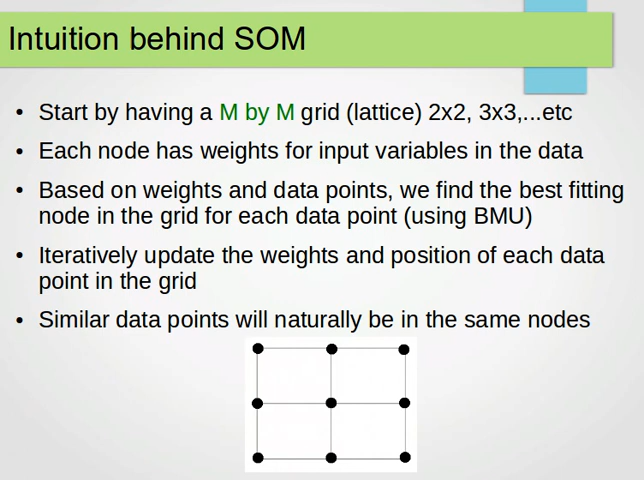 Intuition behind SOM
• Start by having a M by M grid (lattice) 2x2, 3x3,...etc
• Each node has weights for input variables in the data
• Based on weights and data points, we find the best fitting
node in the grid for each data point (using BMU)
• Iteratively update the weights and position of each data
point in the grid
• Similar data points will naturally be in the same nodes